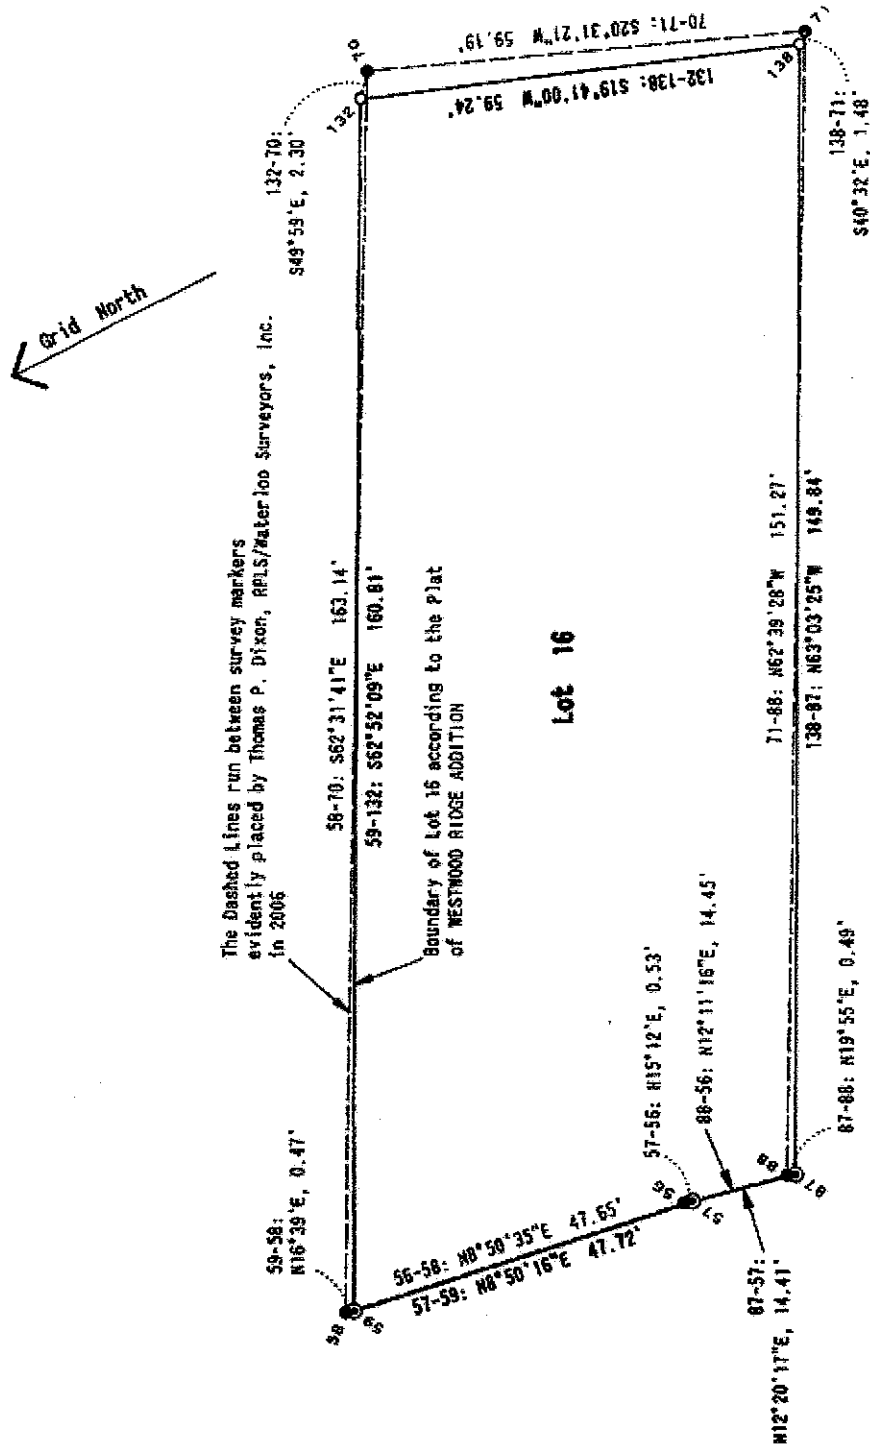 Grid North
The Dashed Lines run between survey markers
evidently placed by Thomas P. Dixon, RPLS/Waterloo Surveyors, Inc.
in 2006
58-70: S62°31'41"E 163.14'
59-132: S62°52'09"E 160.81'
Boundary of Lot 16 according to the Plat
of WESTWOOD RIDGE ADDITION
132-70:
S49°59'E, 2.30'
132
70
70-71: S20°31'21"W 59.19'
132-138: S19°41'00"W 59.24'
138
71
138-71:
S40°32'E, 1.48'
Lot 16
71-88: N62°39'28"W 151.27'
138-87: N63°03'25"W 149.84'
59-58:
N16°39'E, 0.47'
58
59
56-58: N8°50'35"E 47.65'
57-59: N8°50'16"E 47.72'
57-56: N15°12'E, 0.53'
56
57
88-56: N12°11'16"E, 14.45'
87-57:
N12°20'17"E, 14.41'
88
87
87-88: N19°55'E, 0.49'